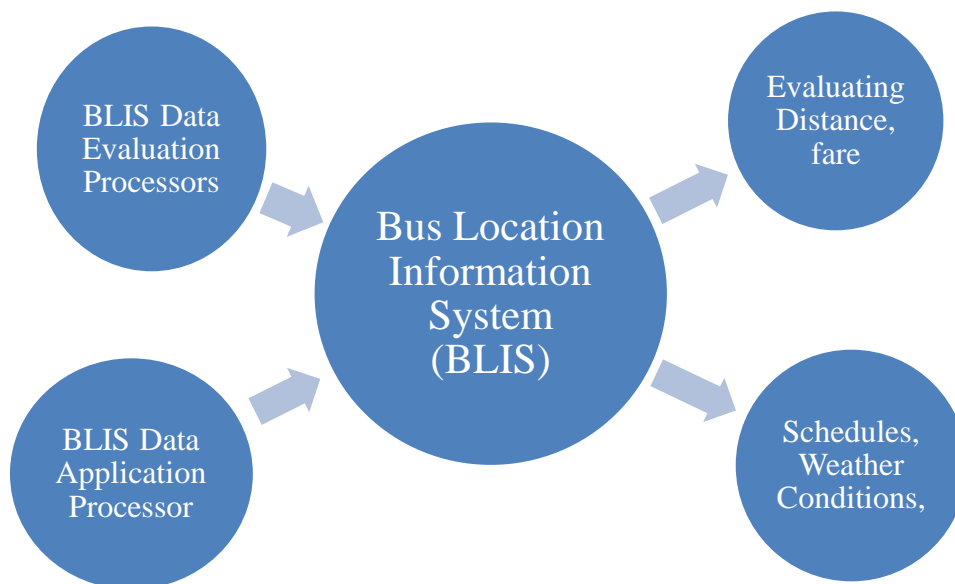 BLIS Data
Evaluation
Processors
Evaluating
Distance,
fare
Bus Location
Information
System
(BLIS)
BLIS Data
Application
Processor
Schedules,
Weather
Conditions,